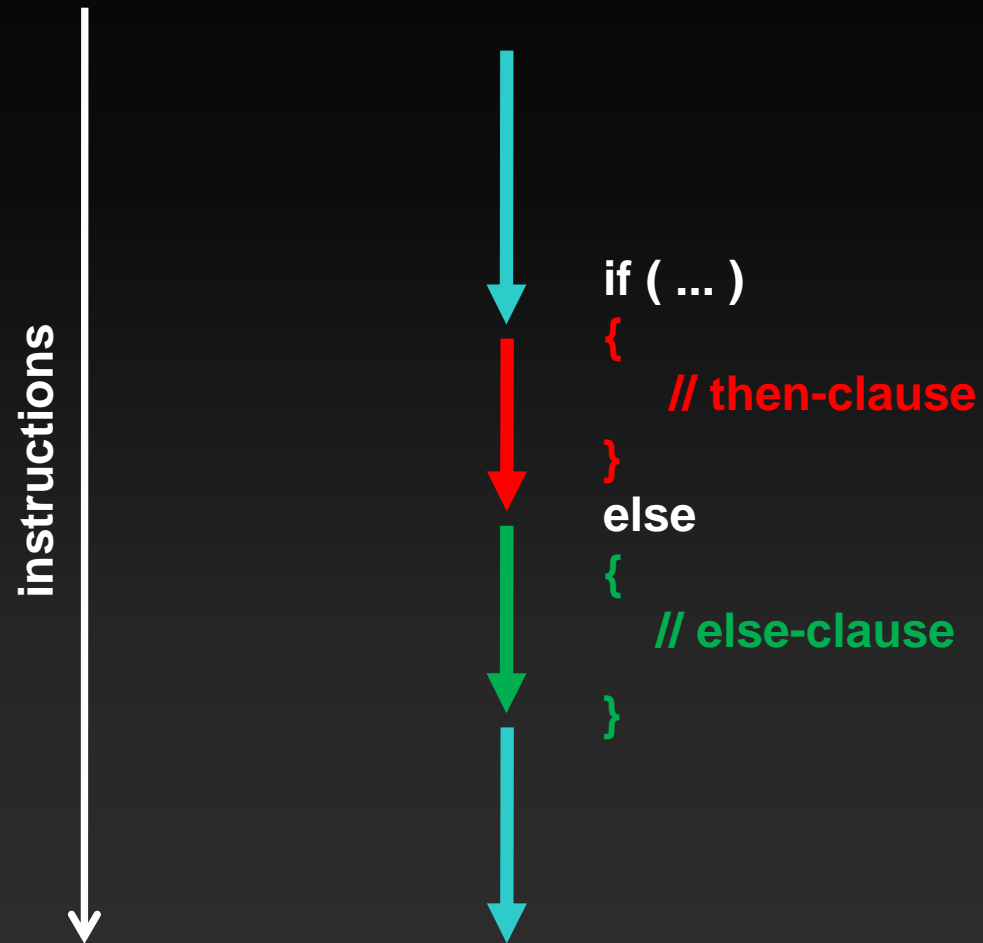 instructions
if ( ... )
{
// then-clause
}
else
{
// else-clause
}